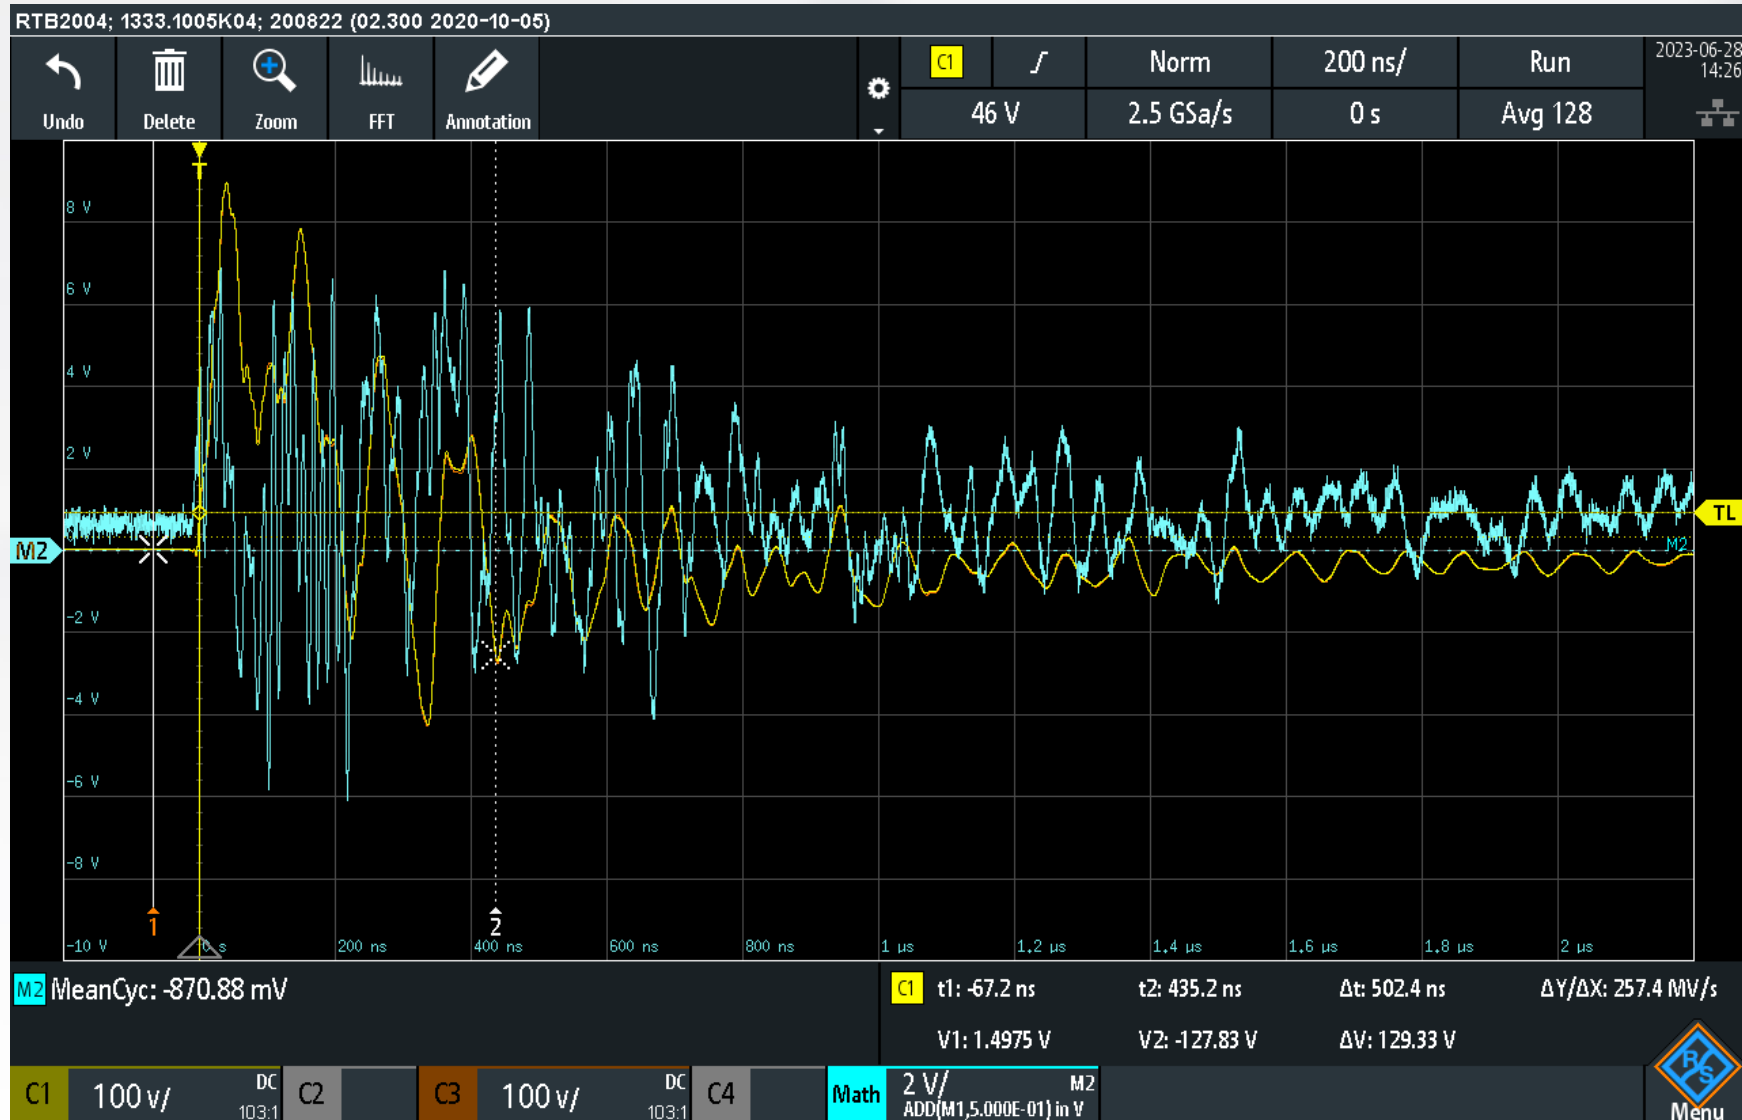 RTB2004; 1333.1005K04; 200822 (02.300 2020-10-05)
Undo
Delete
Zoom
FFT
Annotation
C1
Norm
200 ns/
Run
2023-06-28
14:26
46 V
2.5 GSa/s
0 s
Avg 128
T
8 V
6 V
4 V
2 V
TL
M2
M2
-2 V
-4 V
-6 V
-8 V
1
2
-10 V
0 s
200 ns
400 ns
600 ns
800 ns
1 µs
1.2 µs
1.4 µs
1.6 µs
1.8 µs
2 µs
M2 MeanCyc: -870.88 mV
C1 t1: -67.2 ns t2: 435.2 ns Δt: 502.4 ns ΔY/ΔX: 257.4 MV/s
V1: 1.4975 V V2: -127.83 V ΔV: 129.33 V
C1 100 V/ DC 103:1
C2
C3 100 V/ DC 103:1
C4
Math 2 V/ M2
ADD(M1,5.000E-01) in V
R S
Menu